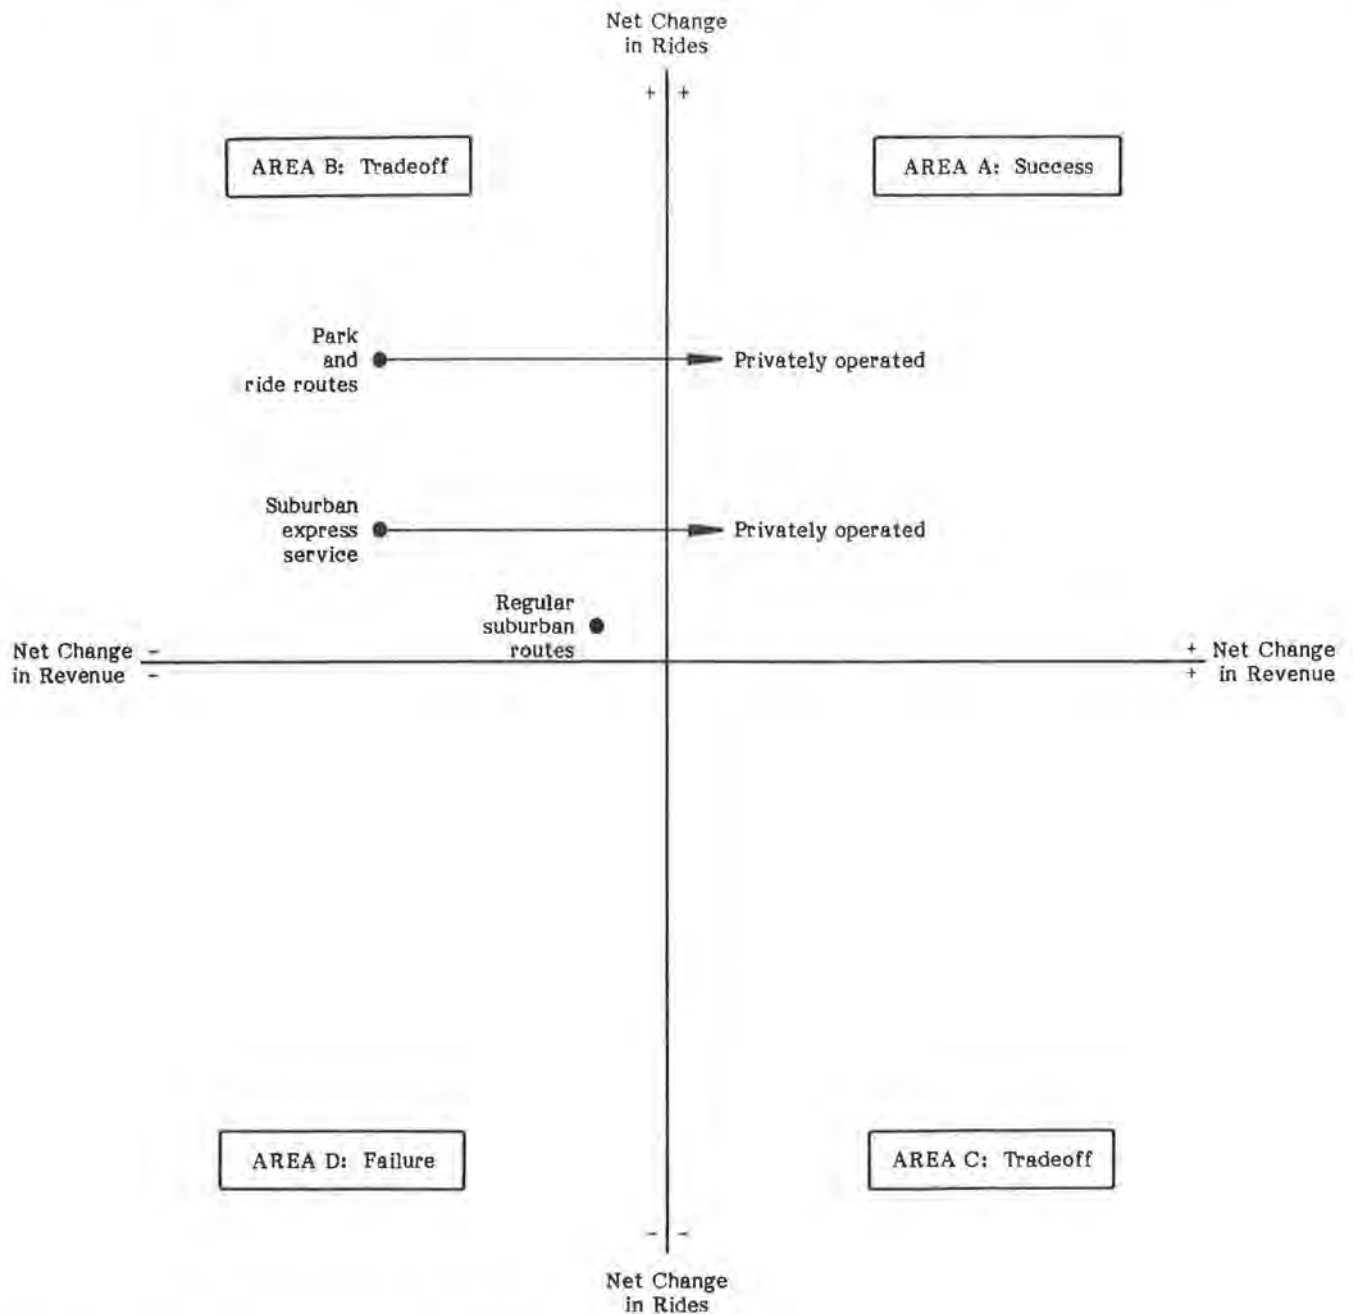 Net Change
in Rides
+ +
AREA B: Tradeoff
AREA A: Success
Park
and
ride routes
Privately operated
Suburban
express
service
Privately operated
Regular
suburban
routes
Net Change -
in Revenue -
+ Net Change
+ in Revenue
AREA D: Failure
AREA C: Tradeoff
- -
Net Change
in Rides